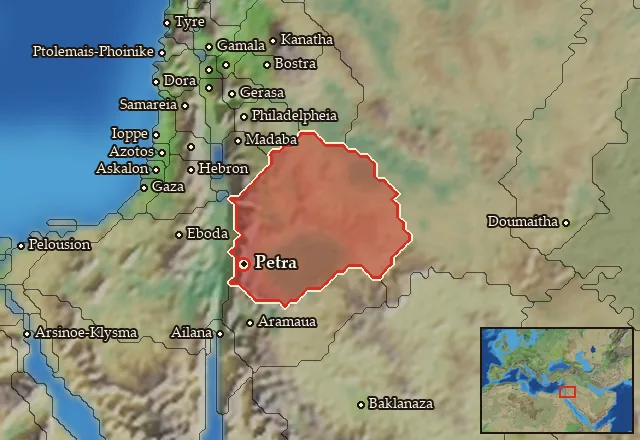 Tyre
Kanatha
Gamala
Ptolemais-Phoinike
Bostra
Dora
Gerasa
Samareia
Philadelpheia
Ioppe
Madaba
Azotos
Askalon
Hebron
Gaza
Doumaitha
Eboda
Pelousion
Petra
Aramaua
Arsinoe-Klysma
Ailana
Baklanaza